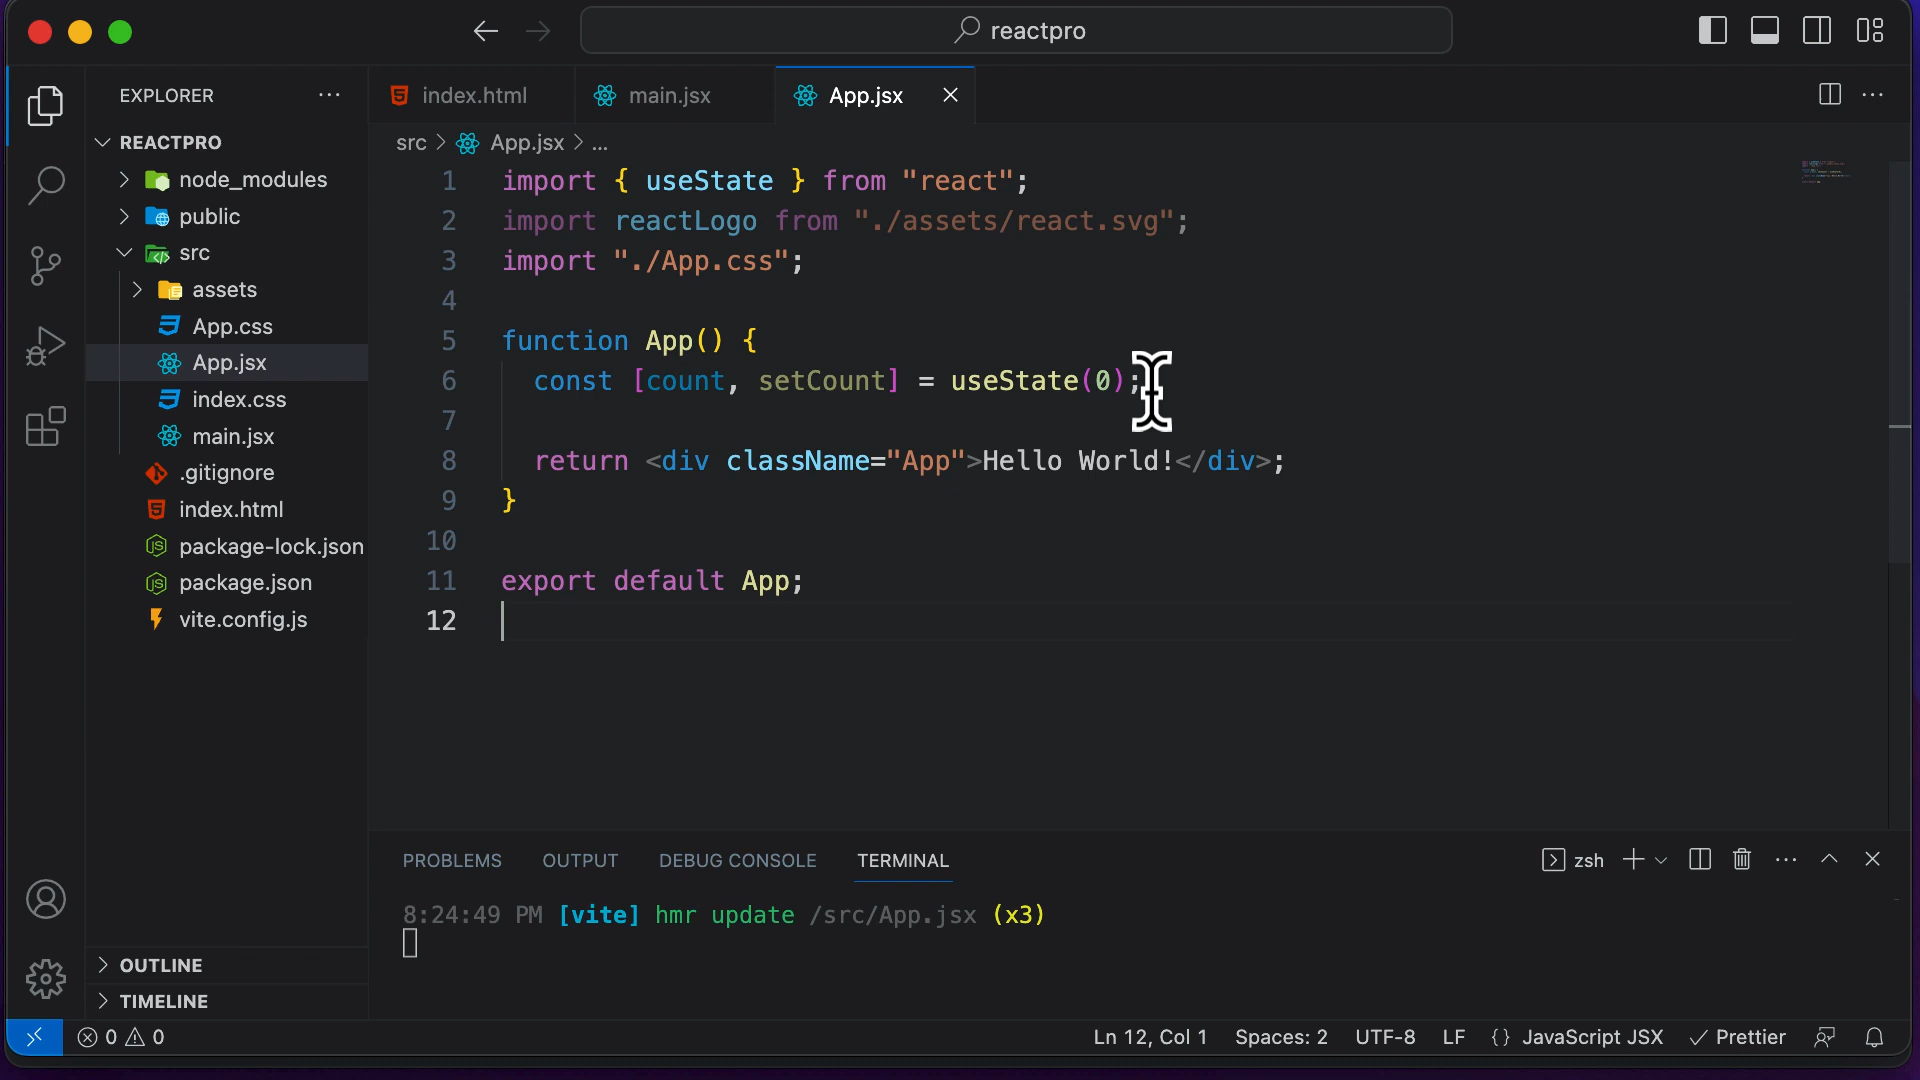 reactpro
EXPLORER
REACTPRO
node_modules
public
src
assets
App.css
App.jsx
index.css
main.jsx
.gitignore
index.html
package-lock.json
package.json
vite.config.js
OUTLINE
TIMELINE
index.html
main.jsx
App.jsx
src > App.jsx > ...
1 import { useState } from "react";
2 import reactLogo from "./assets/react.svg";
3 import "./App.css";
4
5 function App() {
6 const [count, setCount] = useState(0);
7
8 return <div className="App">Hello World!</div>;
9 }
10
11 export default App;
12
PROBLEMS OUTPUT DEBUG CONSOLE TERMINAL
zsh
8:24:49 PM [vite] hmr update /src/App.jsx (x3)
0 0
Ln 12, Col 1 Spaces: 2 UTF-8 LF {} JavaScript JSX Prettier